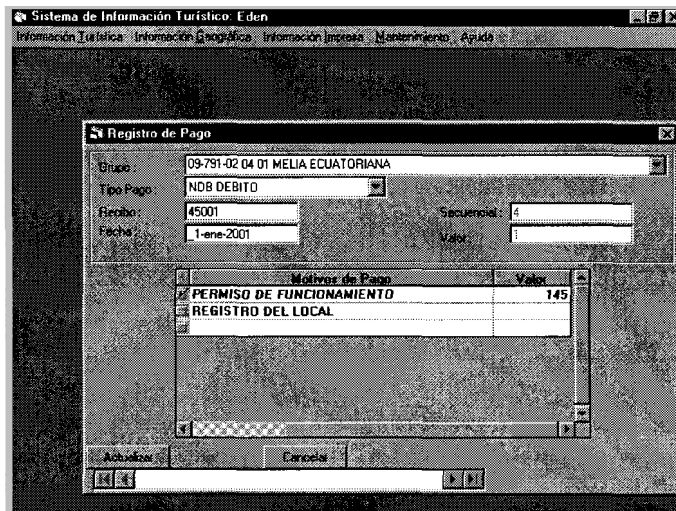 Sistema de Información Turístico: Eden
Información Turística Información Geográfica Información Impresa Mantenimiento Ayuda
Registro de Pago
Grupo : 09-791-02 04 01 MELIA ECUATORIANA
Tipo Pago : NDB DEBITO
Recibo : 45001 Secuencial : 4
Fecha : _1-ene-2001 Valor : 1
Motivos de Pago Valor
PERMISO DE FUNCIONAMIENTO 145
REGISTRO DEL LOCAL
Actualizar Cancelar